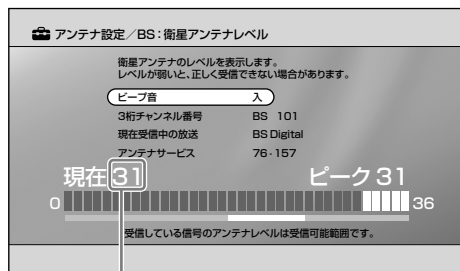 アンテナ設定／BS：衛星アンテナレベル
衛星アンテナのレベルを表示します。
レベルが弱いと、正しく受信できない場合があります。
ビープ音 入
3桁チャンネル番号 BS 101
現在受信中の放送 BS Digital
アンテナサービス 76-157
現在 31 ピーク 31
0 36
受信している信号のアンテナレベルは受信可能範囲です。